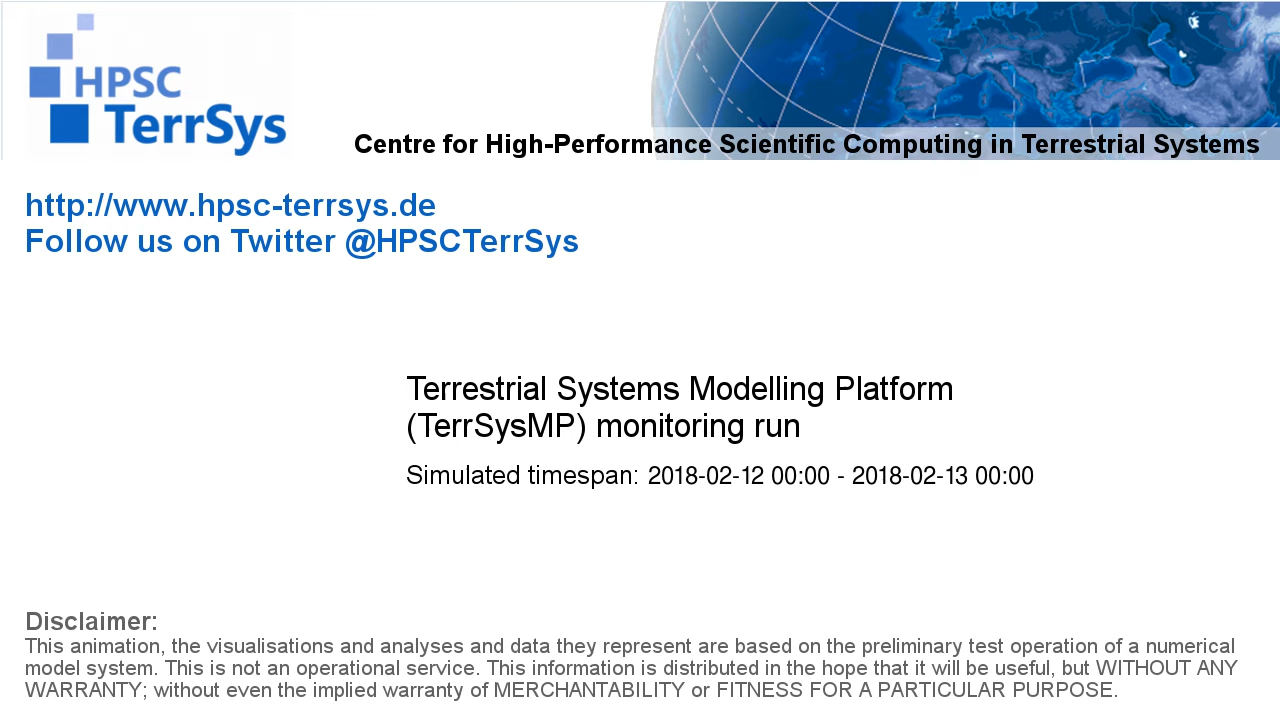 HPSC
TerrSys
Centre for High-Performance Scientific Computing in Terrestrial Systems
http://www.hpsc-terrsys.de
Follow us on Twitter @HPSCTerrSys
Terrestrial Systems Modelling Platform
(TerrSysMP) monitoring run
Simulated timespan: 2018-02-12 00:00 - 2018-02-13 00:00
Disclaimer:
This animation, the visualisations and analyses and data they represent are based on the preliminary test operation of a numerical
model system. This is not an operational service. This information is distributed in the hope that it will be useful, but WITHOUT ANY
WARRANTY; without even the implied warranty of MERCHANTABILITY or FITNESS FOR A PARTICULAR PURPOSE.